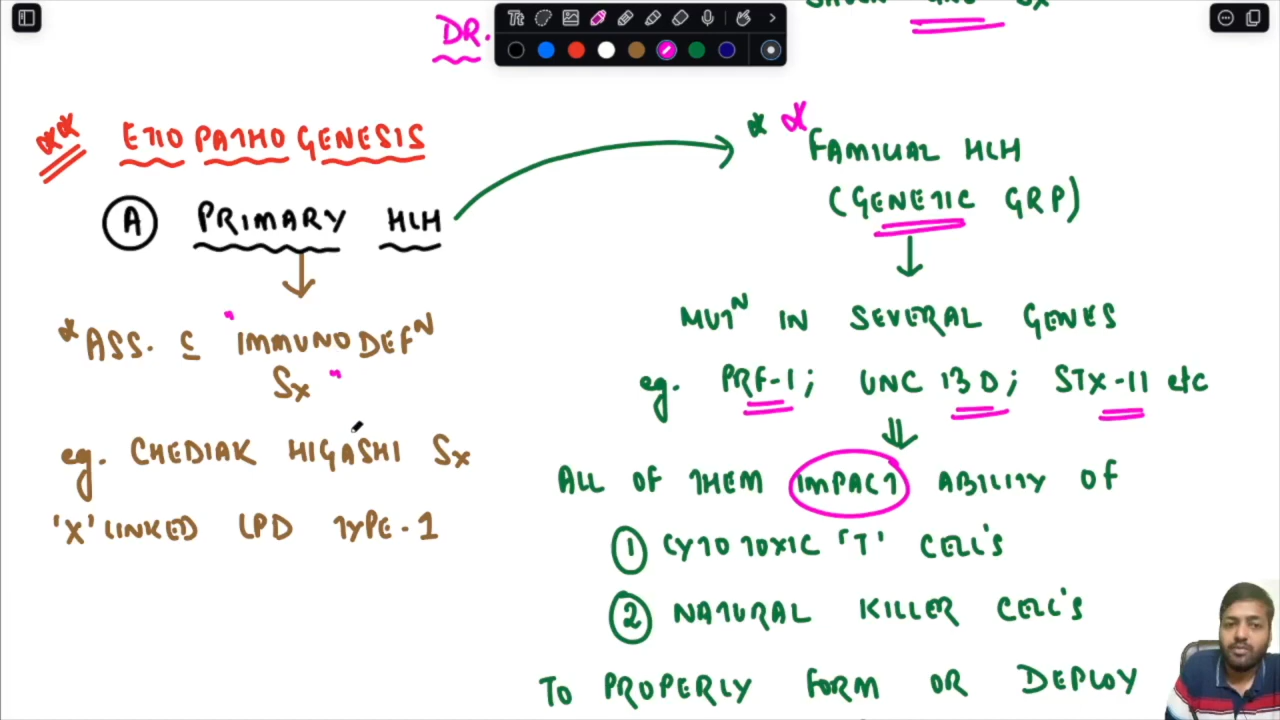 DR.
** ETIO PATHO GENESIS
A PRIMARY HLH
* ASS. c̲ "IMMUNO DEFᴺ
Sx"
eg. CHEDIAK HIGASHI Sx
'X' LINKED LPD TYPE-1
* * FAMILIAL HLH
(GENETIC GRP)
MUTᴺ IN SEVERAL GENES
eg. PRF-1; UNC 13 D; STX-11 etc
ALL OF THEM IMPACT ABILITY OF
1 CYTOTOXIC 'T' CELL'S
2 NATURAL KILLER CELL'S
TO PROPERLY FORM OR DEPLOY